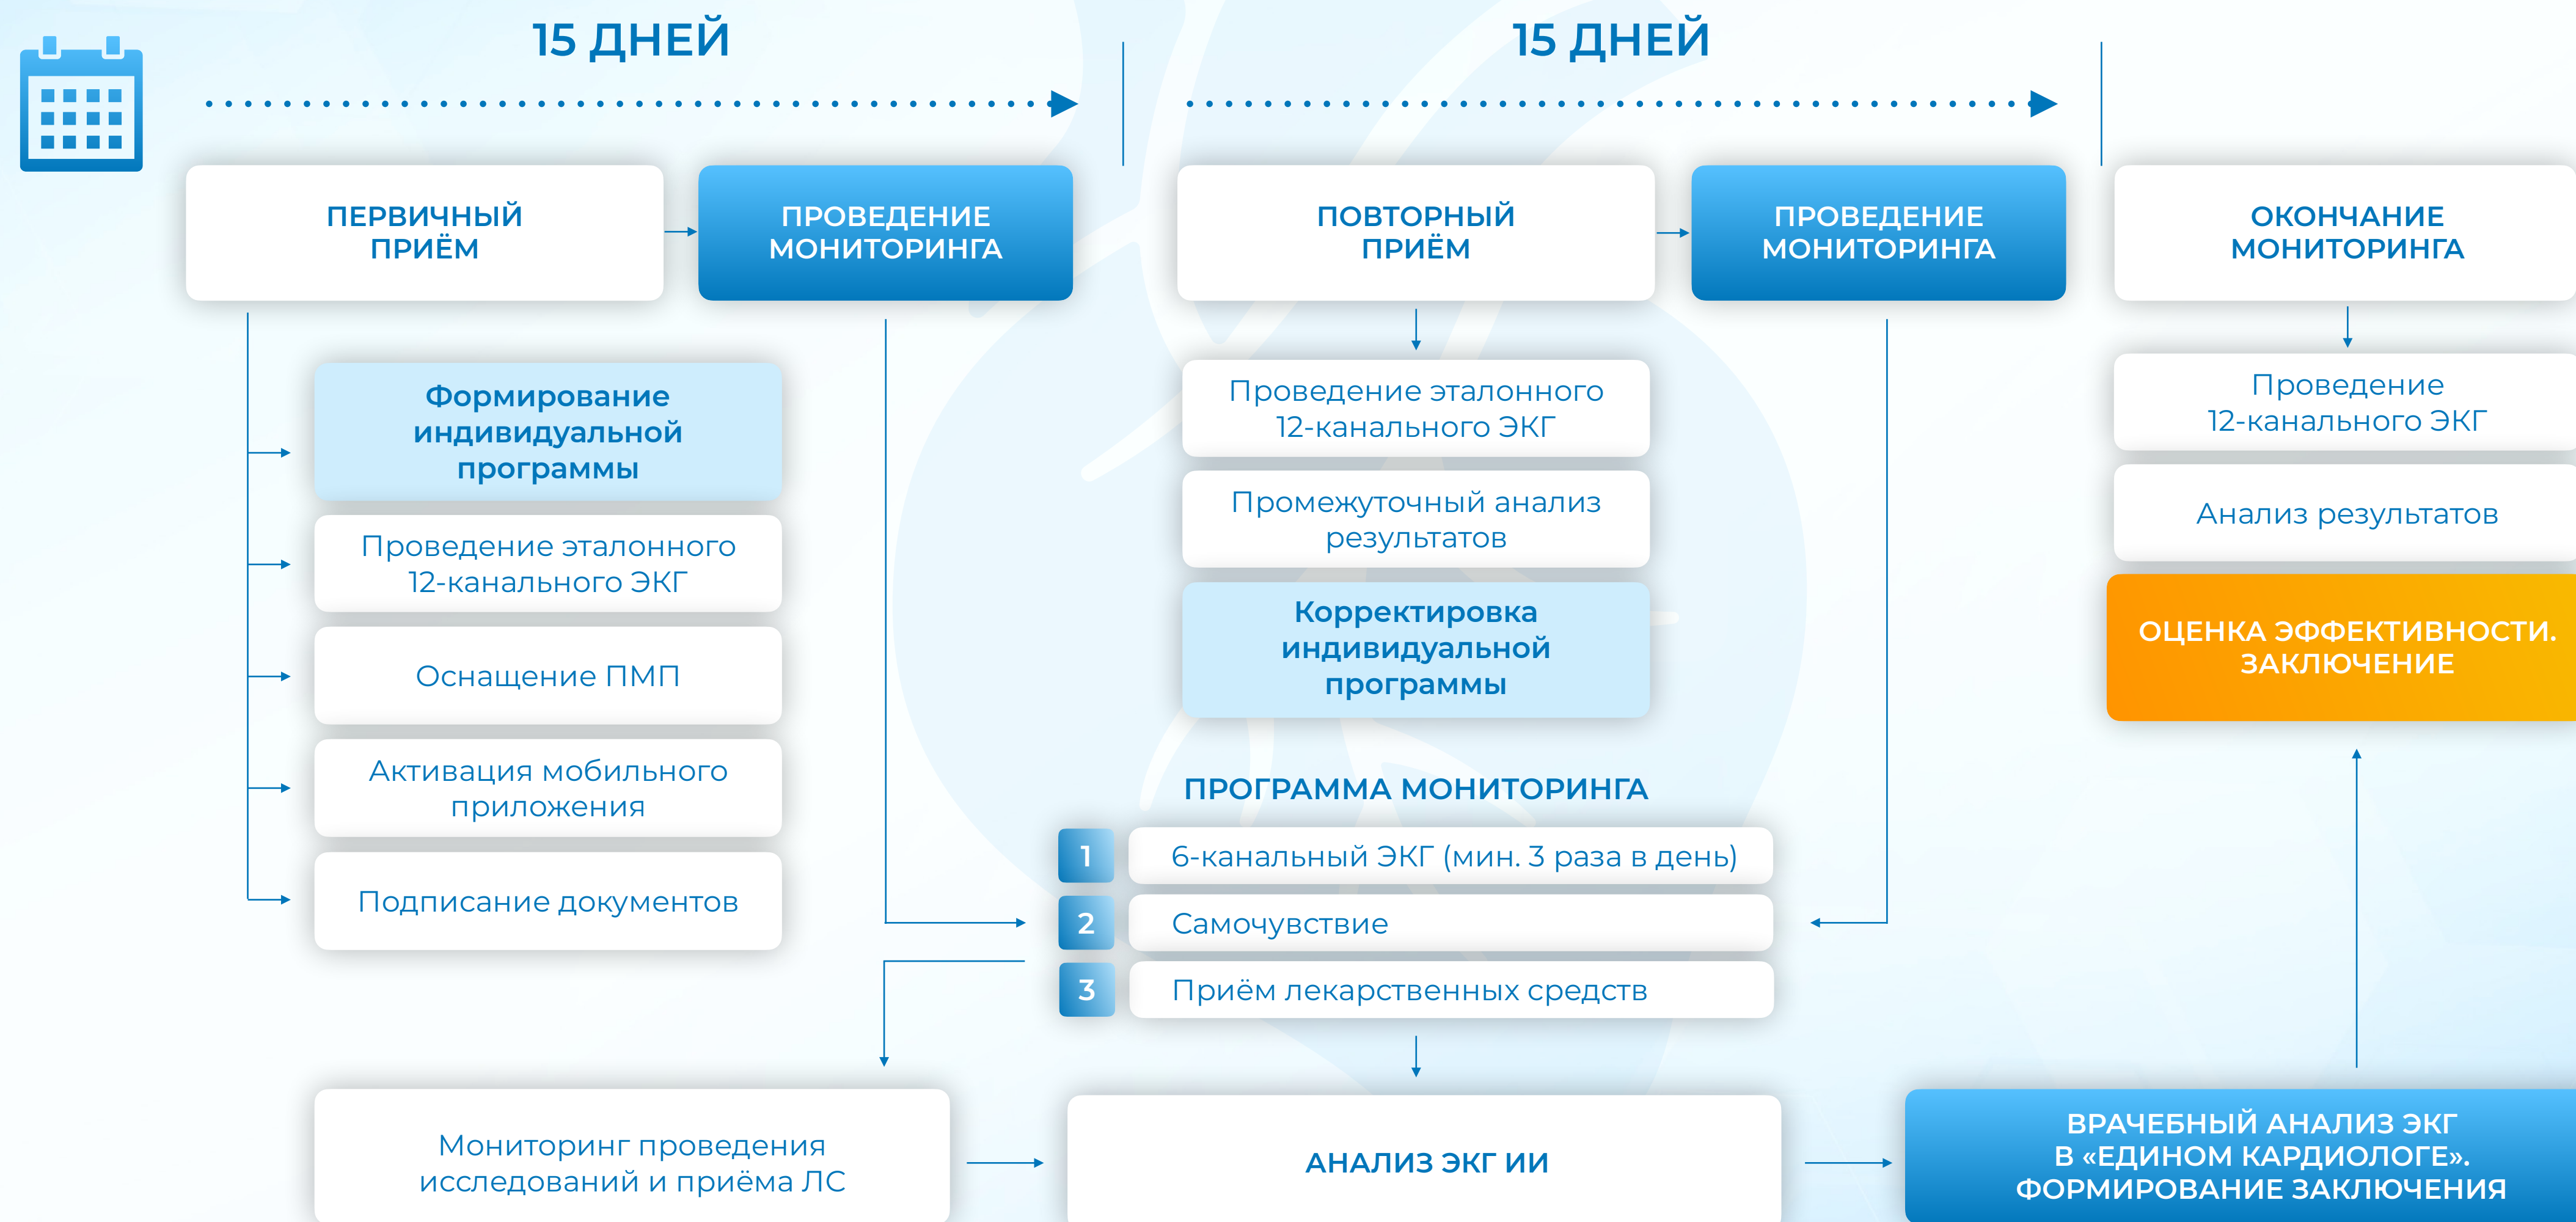 15 ДНЕЙ
15 ДНЕЙ
ПЕРВИЧНЫЙ
ПРИЁМ
ПРОВЕДЕНИЕ
МОНИТОРИНГА
ПОВТОРНЫЙ
ПРИЁМ
ПРОВЕДЕНИЕ
МОНИТОРИНГА
ОКОНЧАНИЕ
МОНИТОРИНГА
Формирование
индивидуальной
программы
Проведение эталонного
12-канального ЭКГ
Оснащение ПМП
Активация мобильного
приложения
Подписание документов
Проведение эталонного
12-канального ЭКГ
Промежуточный анализ
результатов
Корректировка
индивидуальной
программы
Проведение
12-канального ЭКГ
Анализ результатов
ОЦЕНКА ЭФФЕКТИВНОСТИ.
ЗАКЛЮЧЕНИЕ
ПРОГРАММА МОНИТОРИНГА
1 6-канальный ЭКГ (мин. 3 раза в день)
2 Самочувствие
3 Приём лекарственных средств
Мониторинг проведения
исследований и приёма ЛС
АНАЛИЗ ЭКГ ИИ
ВРАЧЕБНЫЙ АНАЛИЗ ЭКГ
В «ЕДИНОМ КАРДИОЛОГЕ».
ФОРМИРОВАНИЕ ЗАКЛЮЧЕНИЯ